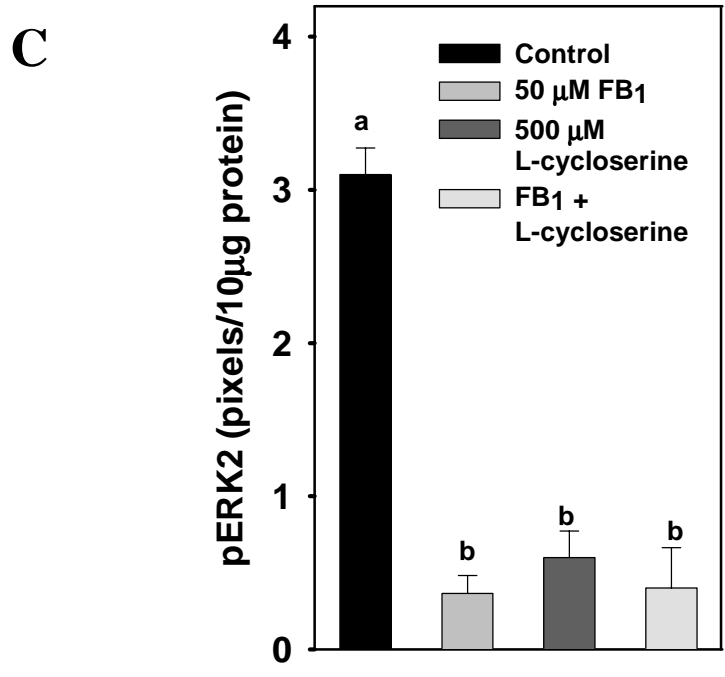 C
4
3
2
1
0
pERK2 (pixels/10μg protein)
Control
50 μM FB1
500 μM
L-cycloserine
FB1 +
L-cycloserine
a
b
b
b